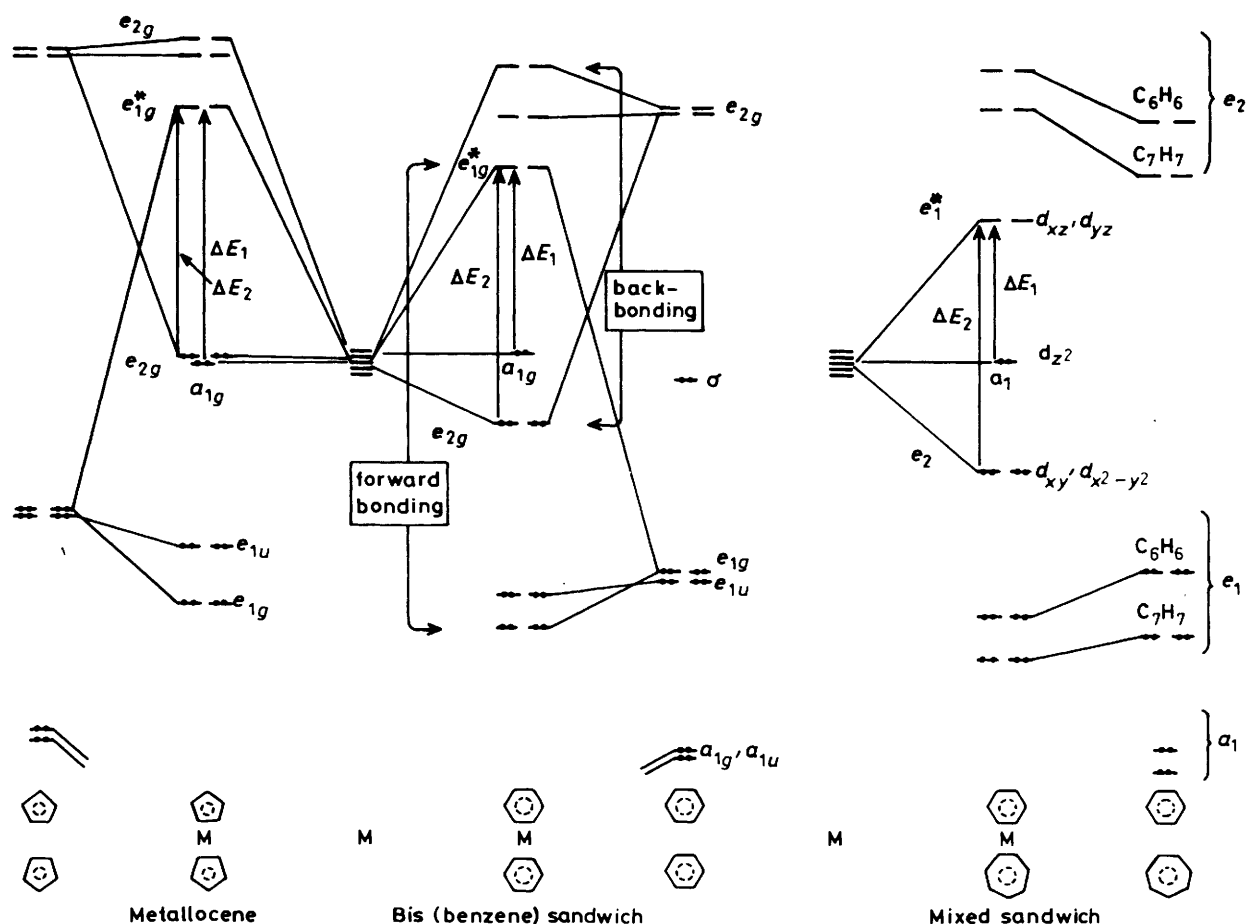 e2g
e*1g
ΔE1
ΔE2
e2g
a1g
e1u
e1g
e2g
e*1g
ΔE1
ΔE2
back-
bonding
a1g
σ
e2g
forward
bonding
e1g
e1u
a1g, a1u
C6H6
C7H7
e2
e*1
dxz, dyz
ΔE1
ΔE2
dz2
a1
e2
dxy, dx2-y2
C6H6
C7H7
e1
a1
M M M M M
Metallocene Bis (benzene) sandwich Mixed sandwich